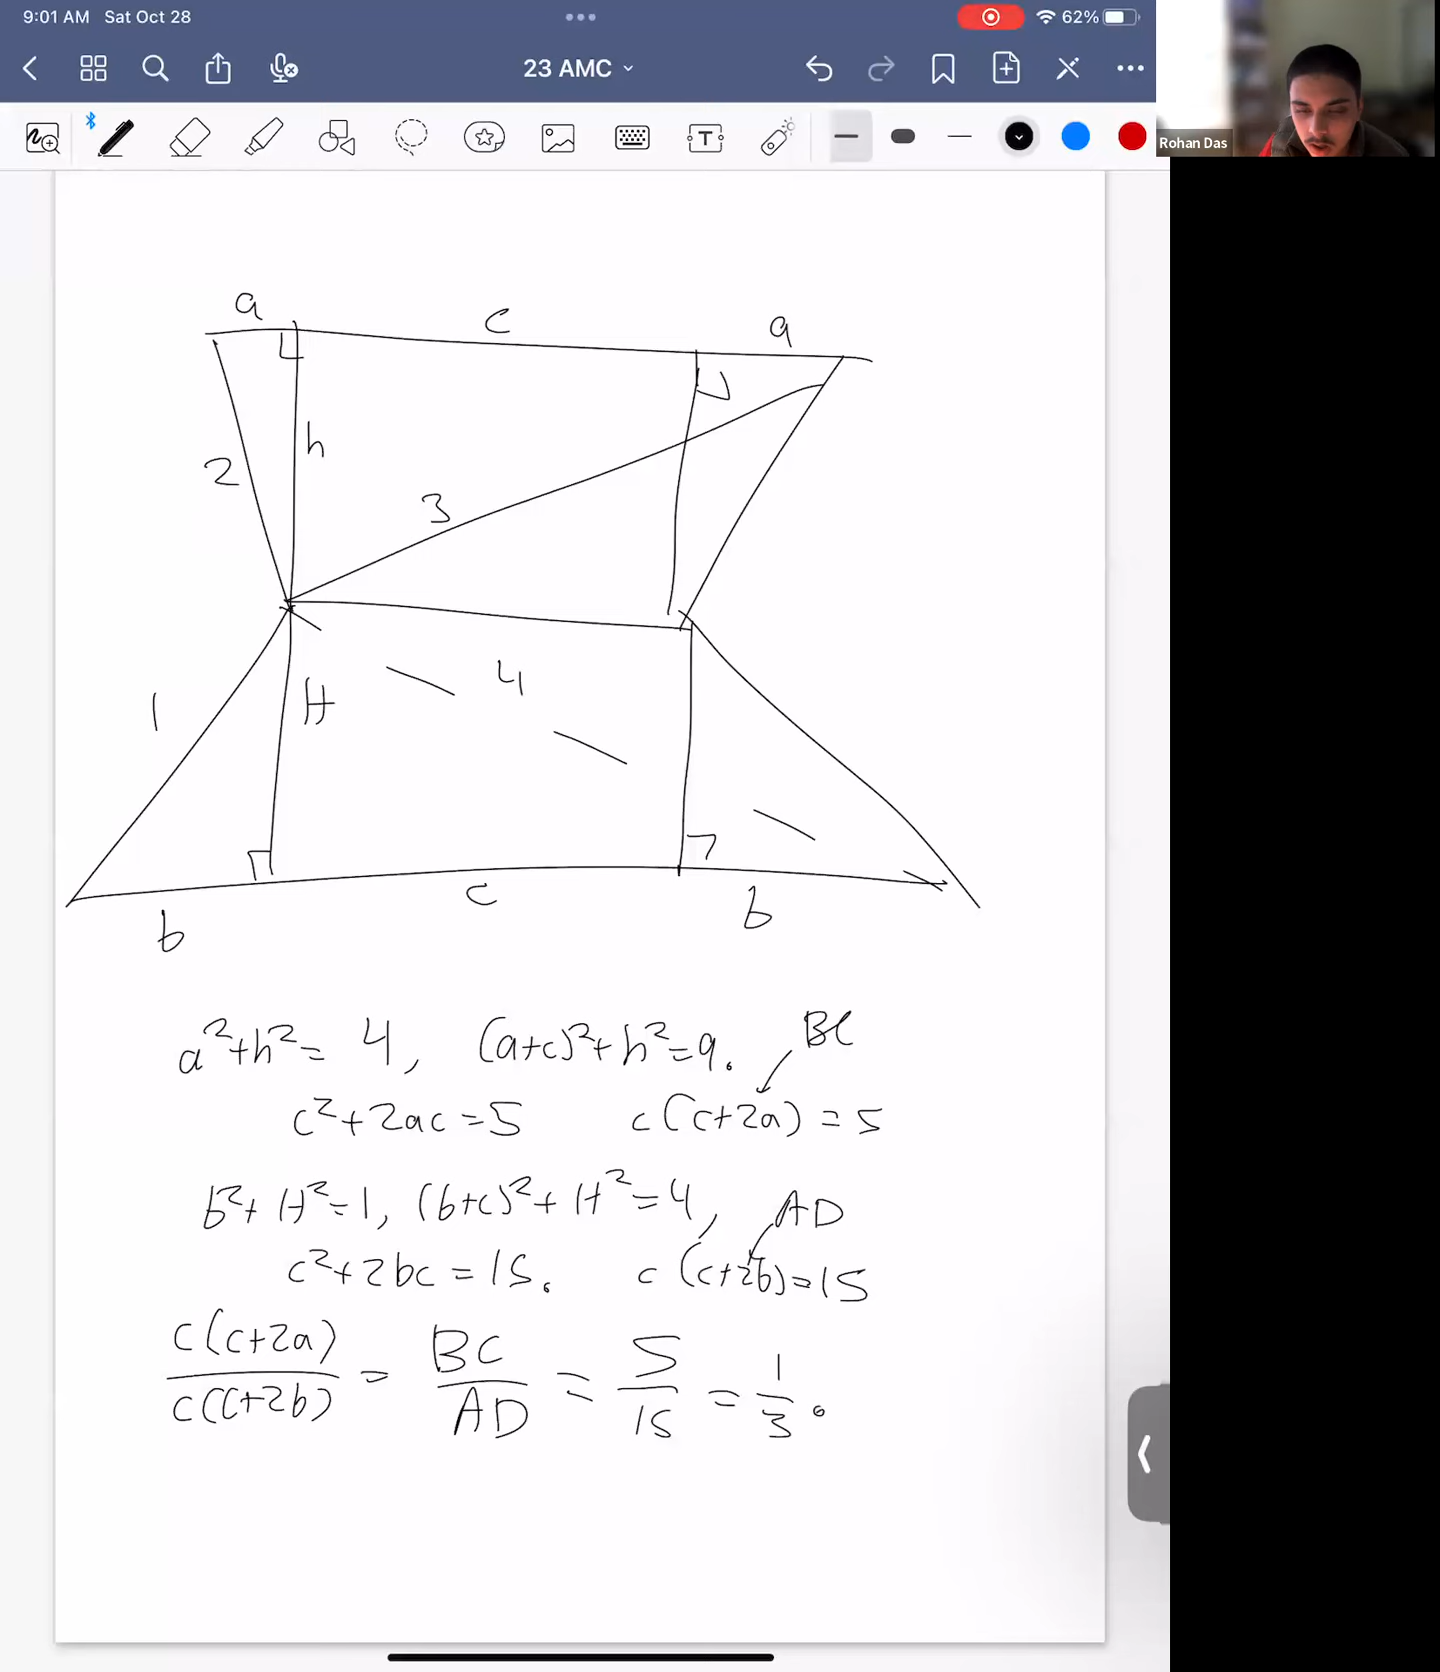 9:01 AM Sat Oct 28
62%
23 AMC
T
Rohan Das
a
c
a
2
h
3
1
H
4
b
c
b
a²+h²= 4, (a+c)²+h²=9.
BC
c²+2ac=5 c(c+2a)=5
b²+H²=1, (b+c)²+H²=4,
AD
c²+2bc=15. c(c+2b)=15
c(c+2a)/c(c+2b) = BC/AD = 5/15 = 1/3.